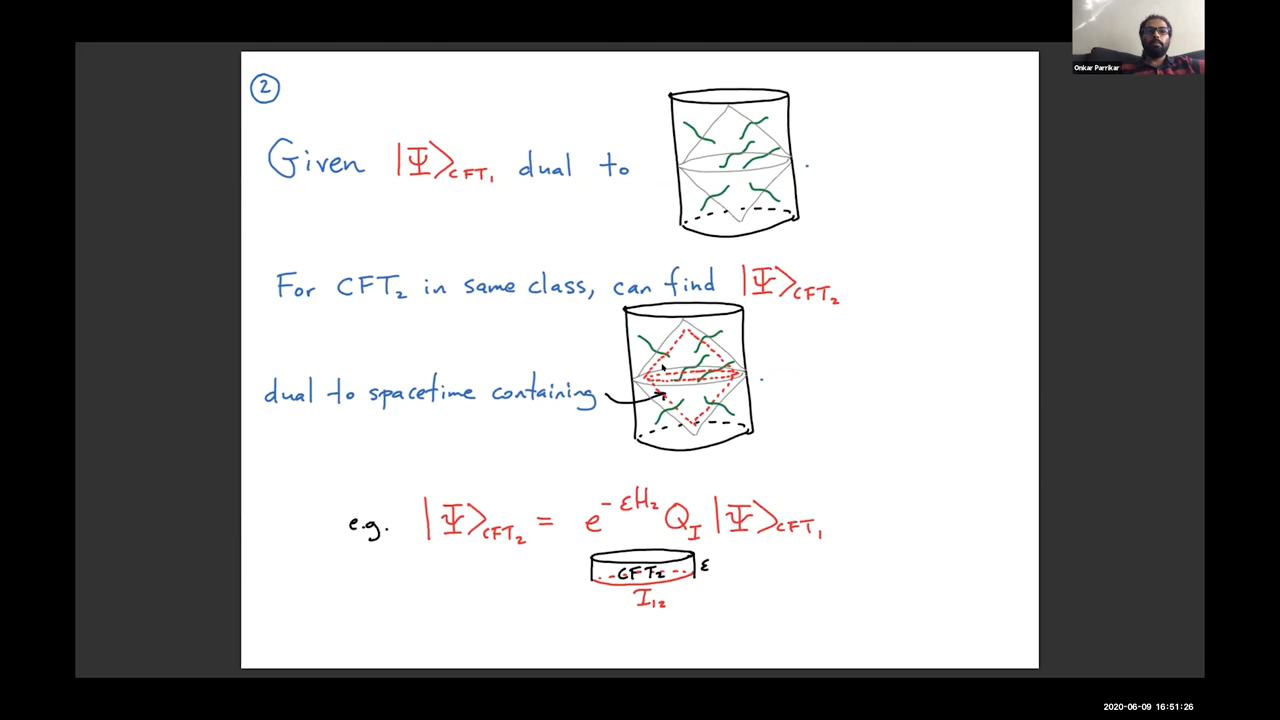 Onkar Parrikar
②
Given |Ψ⟩CFT₁ dual to .
For CFT₂ in same class, can find |Ψ⟩CFT₂
dual to spacetime containing .
e.g. |Ψ⟩CFT₂ = e^{-εH₂} Q_I |Ψ⟩CFT₁
CFT₂ ε
I₁₂
2020-06-09 16:51:26